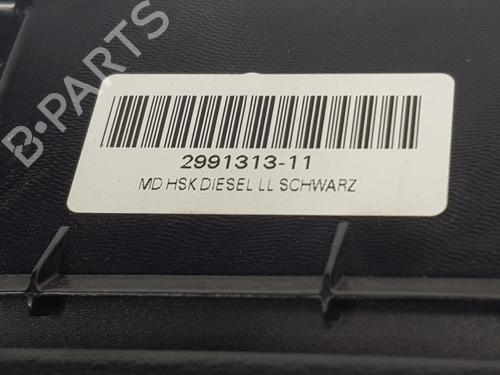 B-PARTS
2991313-11
MD HSK DIESEL LL SCHWARZ